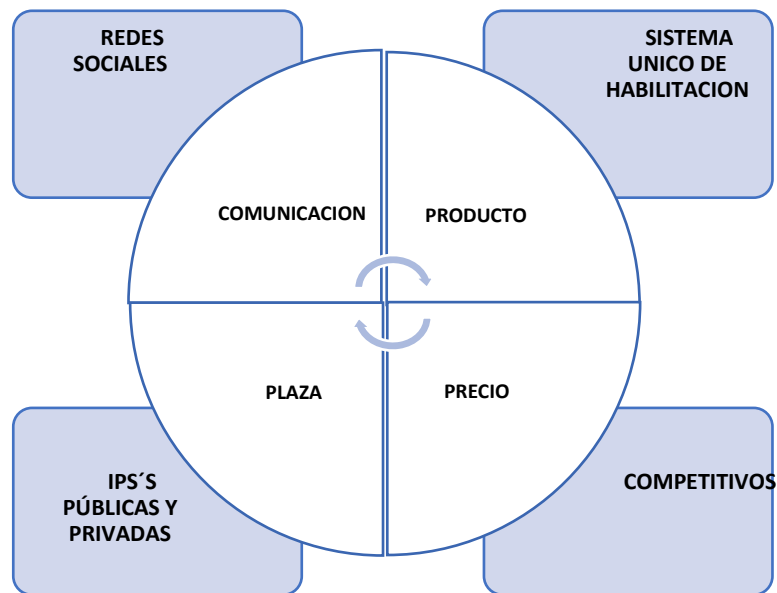 REDES
SOCIALES
SISTEMA
UNICO DE
HABILITACION
COMUNICACION
PRODUCTO
PLAZA
PRECIO
IPS´S
PÚBLICAS Y
PRIVADAS
COMPETITIVOS